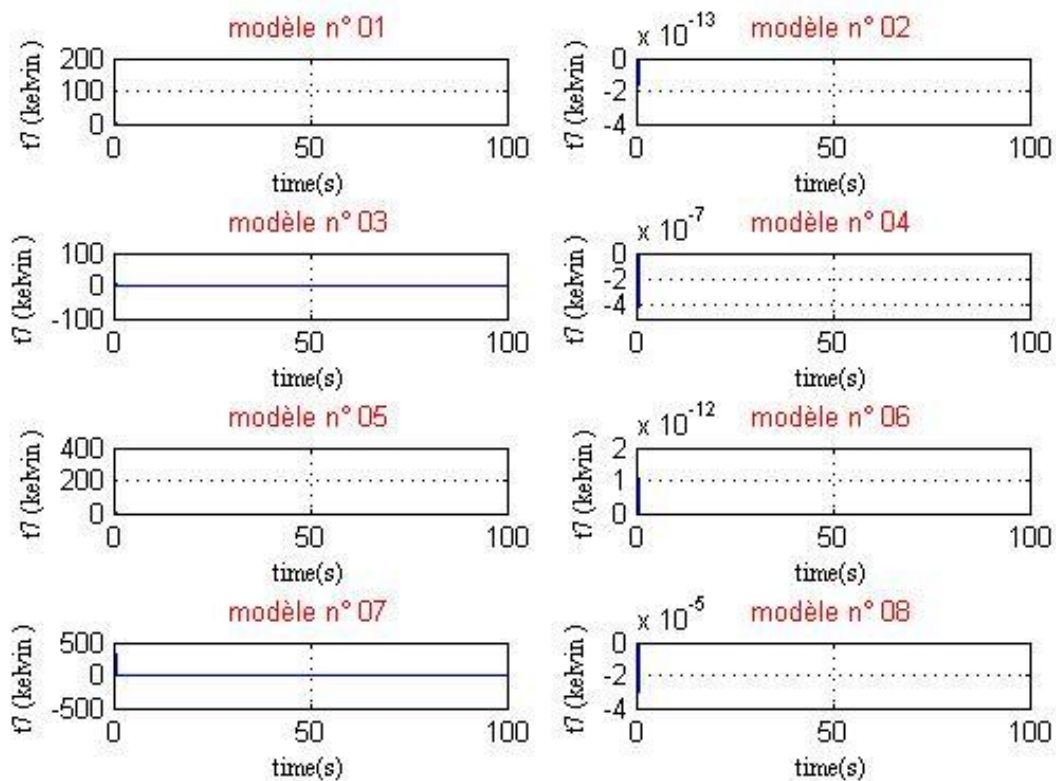 modèle n° 01
200
100
0
t7 (kelvin)
0 50 100
time(s)
x 10^-13
modèle n° 02
0
-2
-4
t7 (kelvin)
0 50 100
time(s)
modèle n° 03
100
0
-100
t7 (kelvin)
0 50 100
time(s)
x 10^-7
modèle n° 04
0
-2
-4
t7 (kelvin)
0 50 100
time(s)
modèle n° 05
400
200
0
t7 (kelvin)
0 50 100
time(s)
x 10^-12
modèle n° 06
2
1
0
t7 (kelvin)
0 50 100
time(s)
modèle n° 07
500
0
-500
t7 (kelvin)
0 50 100
time(s)
x 10^-5
modèle n° 08
0
-2
-4
t7 (kelvin)
0 50 100
time(s)